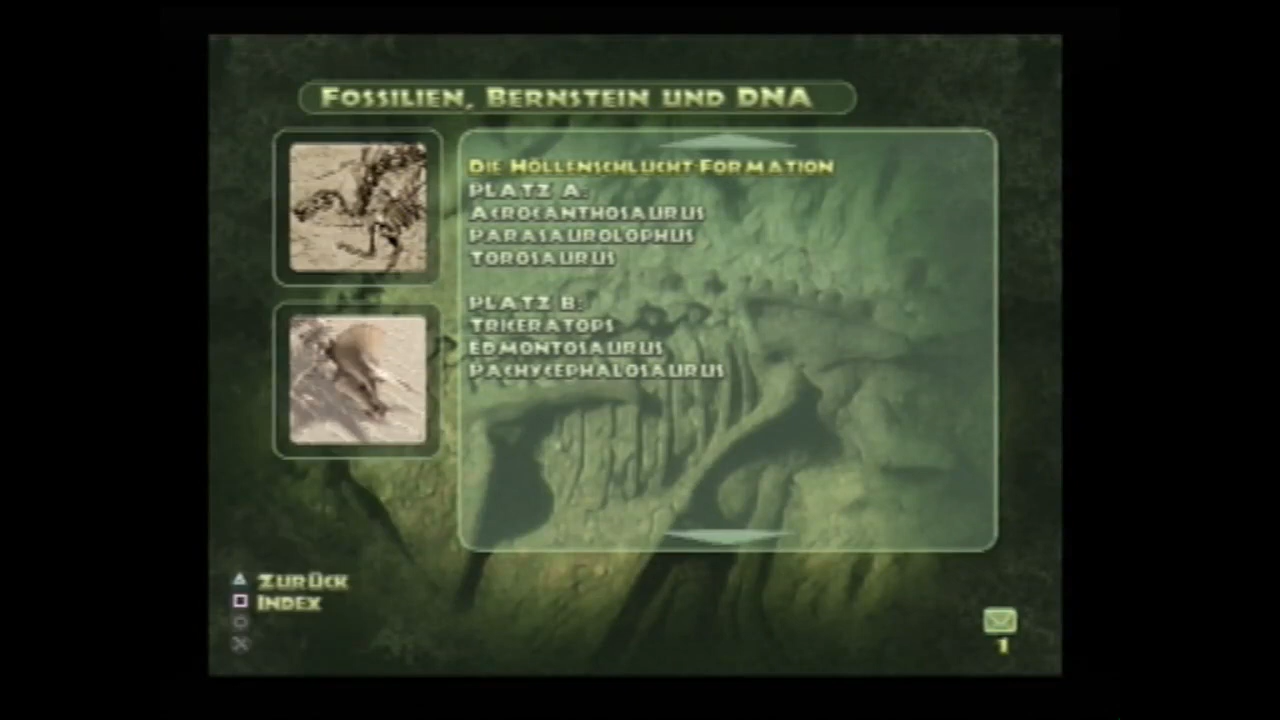 Fossilien, Bernstein und DNA
Die Höllenschlucht-Formation
Platz A:
Acrocanthosaurus
Parasaurolophus
Torosaurus
Platz B:
Triceratops
Edmontosaurus
Pachycephalosaurus
Zurück
Index
1